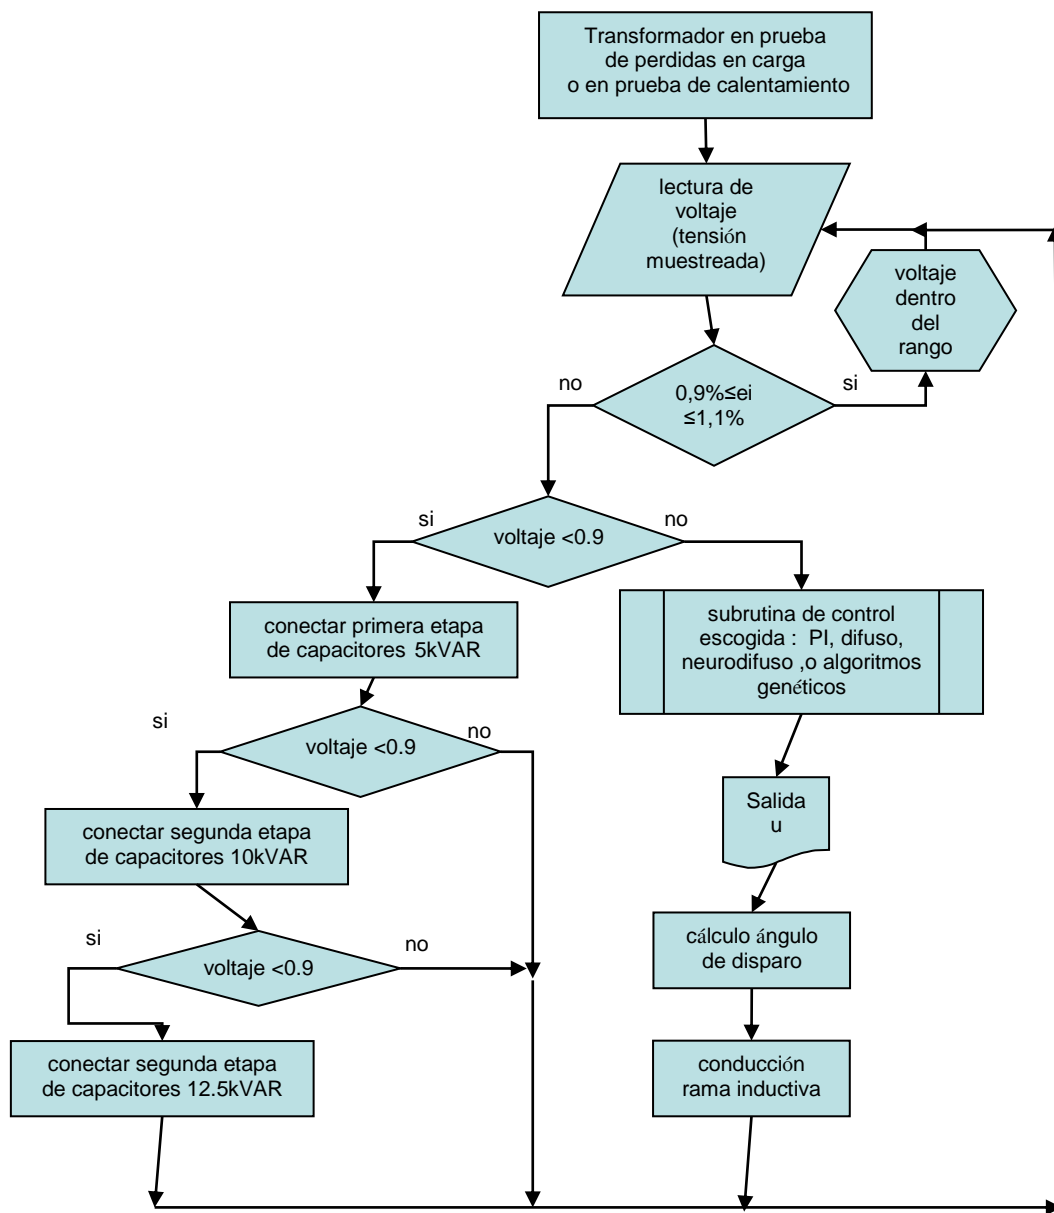 Transformador en prueba
de perdidas en carga
o en prueba de calentamiento
lectura de
voltaje
(tensión
muestreada)
voltaje
dentro
del
rango
no
0,9%≤ei
≤1,1%
si
si
voltaje <0.9
no
conectar primera etapa
de capacitores 5kVAR
subrutina de control
escogida : PI, difuso,
neurodifuso ,o algoritmos
genéticos
si
voltaje <0.9
no
conectar segunda etapa
de capacitores 10kVAR
Salida
u
si
voltaje <0.9
no
cálculo ángulo
de disparo
conectar segunda etapa
de capacitores 12.5kVAR
conducción
rama inductiva